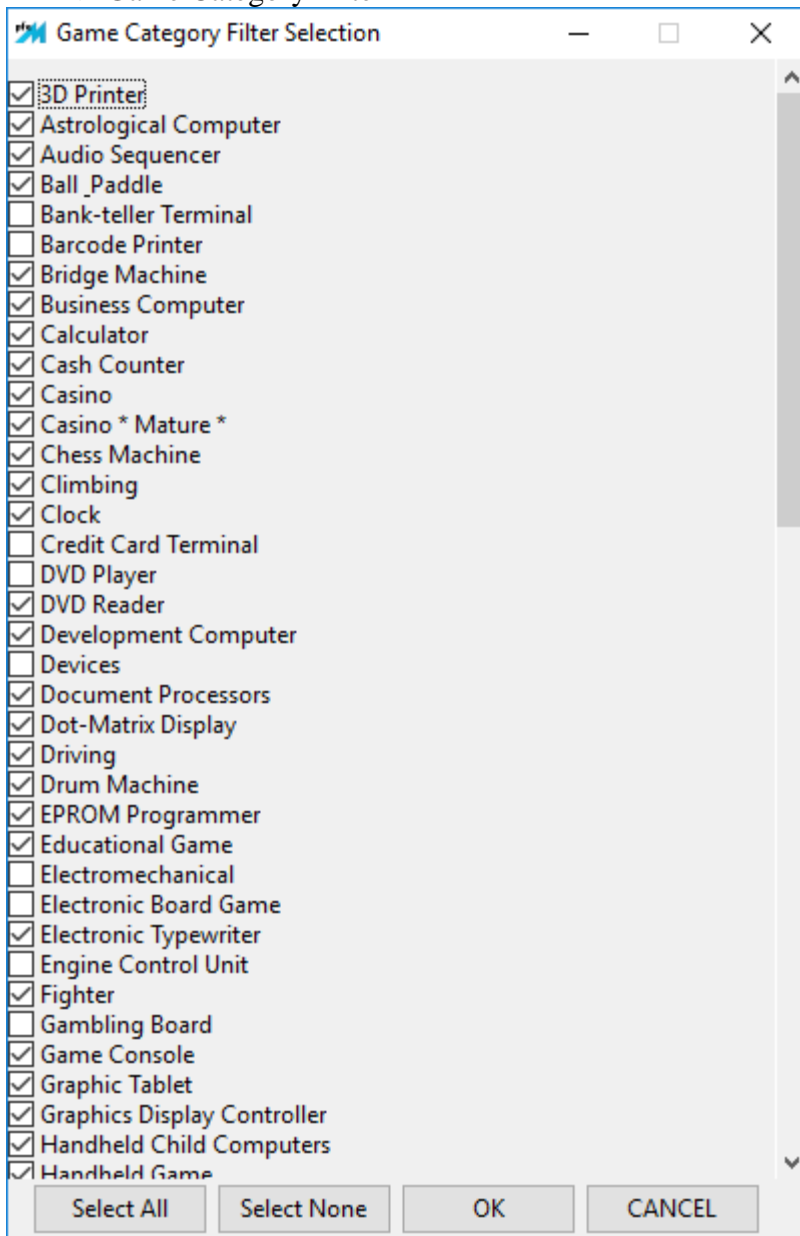 Game Category Filter Selection
3D Printer
Astrological Computer
Audio Sequencer
Ball_Paddle
Bank-teller Terminal
Barcode Printer
Bridge Machine
Business Computer
Calculator
Cash Counter
Casino
Casino * Mature *
Chess Machine
Climbing
Clock
Credit Card Terminal
DVD Player
DVD Reader
Development Computer
Devices
Document Processors
Dot-Matrix Display
Driving
Drum Machine
EPROM Programmer
Educational Game
Electromechanical
Electronic Board Game
Electronic Typewriter
Engine Control Unit
Fighter
Gambling Board
Game Console
Graphic Tablet
Graphics Display Controller
Handheld Child Computers
Handheld Game
Select All Select None OK CANCEL